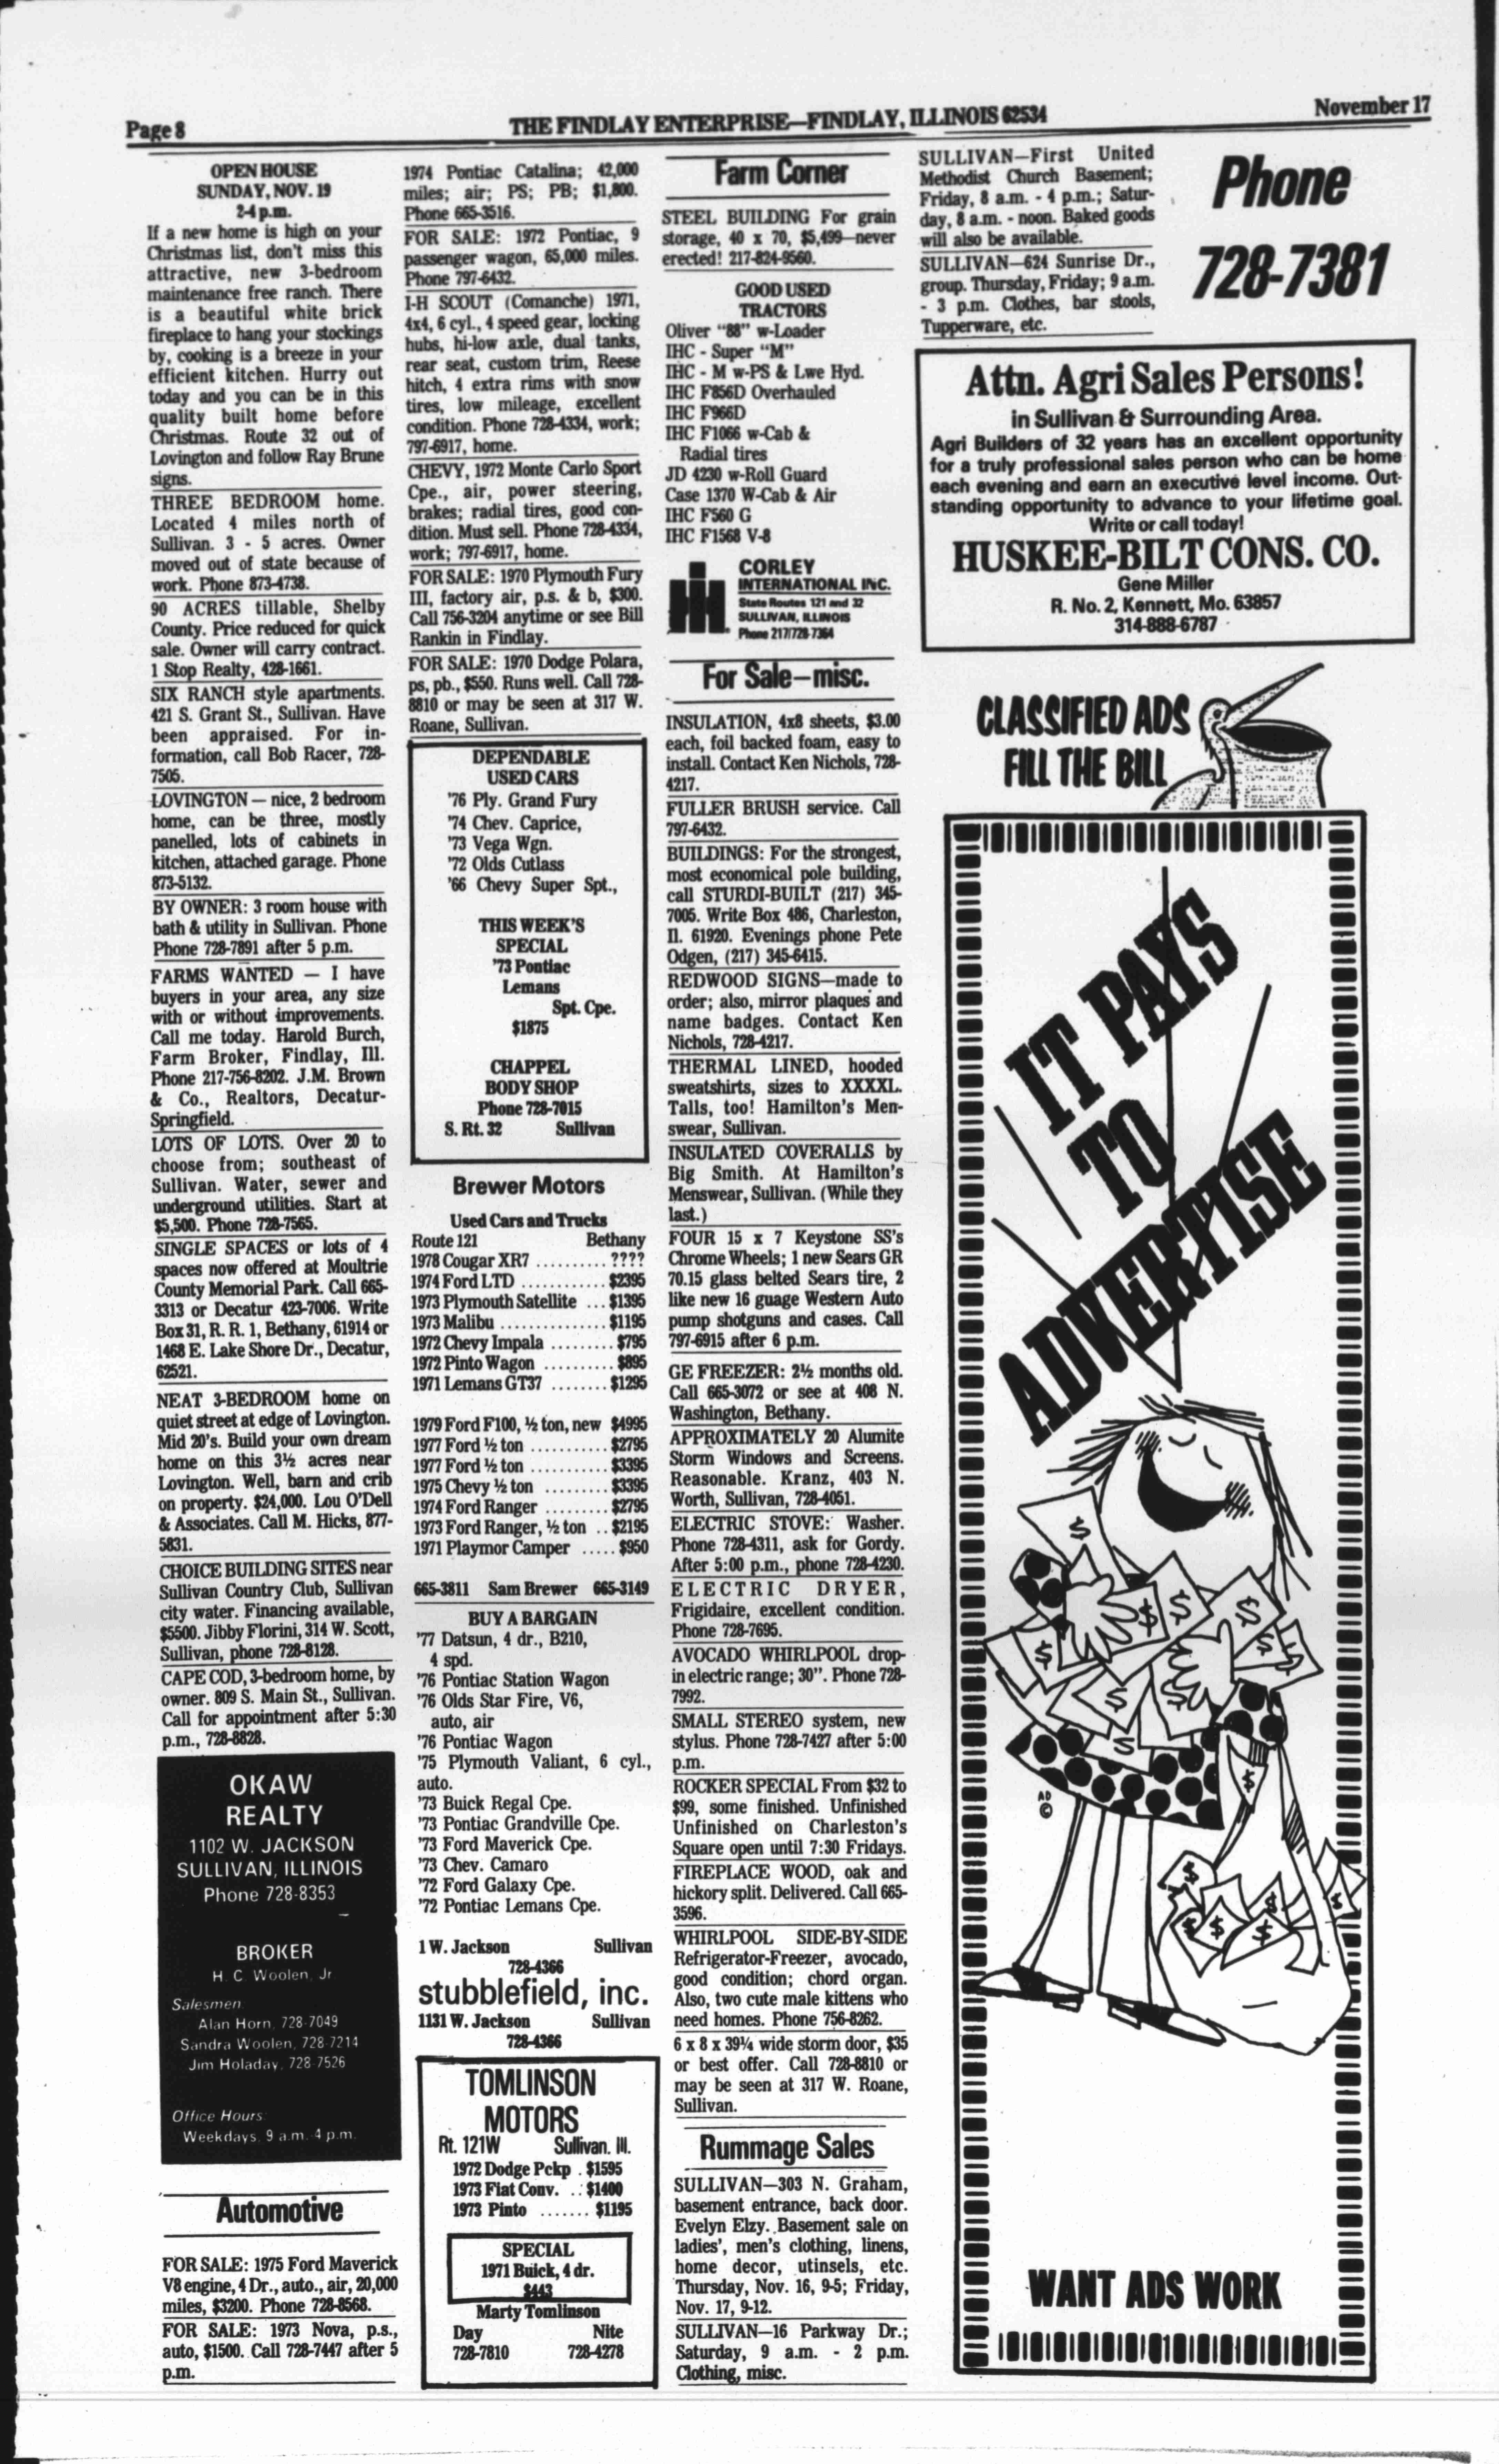 Page 8
THE FINDLAY ENTERPRISE—FINDLAY, ILLINOIS 62534
November 17
OPEN HOUSE
SUNDAY, NOV. 19
2-4 p.m.
If a new home is high on your
Christmas list, don't miss this
attractive, new 3-bedroom
maintenance free ranch. There
is a beautiful white brick
fireplace to hang your stockings
by, cooking is a breeze in your
efficient kitchen. Hurry out
today and you can be in this
quality built home before
Christmas. Route 32 out of
Lovington and follow Ray Brune
signs.
THREE BEDROOM home.
Located 4 miles north of
Sullivan. 3 - 5 acres. Owner
moved out of state because of
work. Phone 873-4738.
90 ACRES tillable, Shelby
County. Price reduced for quick
sale. Owner will carry contract.
1 Stop Realty, 428-1661.
SIX RANCH style apartments.
421 S. Grant St., Sullivan. Have
been appraised. For in-
formation, call Bob Racer, 728-
7505.
LOVINGTON — nice, 2 bedroom
home, can be three, mostly
panelled, lots of cabinets in
kitchen, attached garage. Phone
873-5132.
BY OWNER: 3 room house with
bath & utility in Sullivan. Phone
Phone 728-7891 after 5 p.m.
FARMS WANTED — I have
buyers in your area, any size
with or without improvements.
Call me today. Harold Burch,
Farm Broker, Findlay, Ill.
Phone 217-756-8202. J.M. Brown
& Co., Realtors, Decatur-
Springfield.
LOTS OF LOTS. Over 20 to
choose from; southeast of
Sullivan. Water, sewer and
underground utilities. Start at
$5,500. Phone 728-7565.
SINGLE SPACES or lots of 4
spaces now offered at Moultrie
County Memorial Park. Call 665-
3313 or Decatur 423-7006. Write
Box 31, R. R. 1, Bethany, 61914 or
1468 E. Lake Shore Dr., Decatur,
62521.
NEAT 3-BEDROOM home on
quiet street at edge of Lovington.
Mid 20's. Build your own dream
home on this 3½ acres near
Lovington. Well, barn and crib
on property. $24,000. Lou O'Dell
& Associates. Call M. Hicks, 877-
5831.
CHOICE BUILDING SITES near
Sullivan Country Club, Sullivan
city water. Financing available,
$5500. Jibby Florini, 314 W. Scott,
Sullivan, phone 728-8128.
CAPE COD, 3-bedroom home, by
owner. 809 S. Main St., Sullivan.
Call for appointment after 5:30
p.m., 728-8828.
OKAW
REALTY
1102 W. JACKSON
SULLIVAN, ILLINOIS
Phone 728-8353
BROKER
H. C. Woolen, Jr
Salesmen
Alan Horn, 728-7049
Sandra Woolen, 728-7214
Jim Holaday, 728-7526
Office Hours:
Weekdays, 9 a.m.-4 p.m.
Automotive
FOR SALE: 1975 Ford Maverick
V8 engine, 4 Dr., auto., air, 20,000
miles, $3200. Phone 728-8568.
FOR SALE: 1973 Nova, p.s.,
auto, $1500. Call 728-7447 after 5
p.m.
1974 Pontiac Catalina; 42,000
miles; air; PS; PB; $1,800.
Phone 665-3516.
FOR SALE: 1972 Pontiac, 9
passenger wagon, 65,000 miles.
Phone 797-6432.
I-H SCOUT (Comanche) 1971,
4x4, 6 cyl., 4 speed gear, locking
hubs, hi-low axle, dual tanks,
rear seat, custom trim, Reese
hitch, 4 extra rims with snow
tires, low mileage, excellent
condition. Phone 728-4334, work;
797-6917, home.
CHEVY, 1972 Monte Carlo Sport
Cpe., air, power steering,
brakes; radial tires, good con-
dition. Must sell. Phone 728-4334,
work; 797-6917, home.
FOR SALE: 1970 Plymouth Fury
III, factory air, p.s. & b, $300.
Call 756-3204 anytime or see Bill
Rankin in Findlay.
FOR SALE: 1970 Dodge Polara,
ps, pb., $550. Runs well. Call 728-
8810 or may be seen at 317 W.
Roane, Sullivan.
DEPENDABLE
USED CARS
'76 Ply. Grand Fury
'74 Chev. Caprice,
'73 Vega Wgn.
'72 Olds Cutlass
'66 Chevy Super Spt.,
THIS WEEK'S
SPECIAL
'73 Pontiac
Lemans
Spt. Cpe.
$1875
CHAPPEL
BODY SHOP
Phone 728-7015
S. Rt. 32 Sullivan
Brewer Motors
Used Cars and Trucks
Route 121 Bethany
1978 Cougar XR7 .......... ????
1974 Ford LTD ............ $2395
1973 Plymouth Satellite ... $1395
1973 Malibu ............... $1195
1972 Chevy Impala ......... $795
1972 Pinto Wagon .......... $895
1971 Lemans GT37 ........ $1295
1979 Ford F100, ½ ton, new $4995
1977 Ford ½ ton ........... $2795
1977 Ford ½ ton ........... $3395
1975 Chevy ½ ton ......... $3395
1974 Ford Ranger ......... $2795
1973 Ford Ranger, ½ ton .. $2195
1971 Playmor Camper ..... $950
665-3811 Sam Brewer 665-3149
BUY A BARGAIN
'77 Datsun, 4 dr., B210,
4 spd.
'76 Pontiac Station Wagon
'76 Olds Star Fire, V6,
auto, air
'76 Pontiac Wagon
'75 Plymouth Valiant, 6 cyl.,
auto.
'73 Buick Regal Cpe.
'73 Pontiac Grandville Cpe.
'73 Ford Maverick Cpe.
'73 Chev. Camaro
'72 Ford Galaxy Cpe.
'72 Pontiac Lemans Cpe.
1 W. Jackson Sullivan
728-4366
stubblefield, inc.
1131 W. Jackson Sullivan
728-4366
TOMLINSON
MOTORS
Rt. 121W Sullivan, Ill.
1972 Dodge Pckp . $1595
1973 Fiat Conv. .. $1400
1973 Pinto ....... $1195
SPECIAL
1971 Buick, 4 dr.
$443
Marty Tomlinson
Day Nite
728-7810 728-4278
Farm Corner
STEEL BUILDING For grain
storage, 40 x 70, $5,499—never
erected! 217-824-9560.
GOOD USED
TRACTORS
Oliver "88" w-Loader
IHC - Super "M"
IHC - M w-PS & Lwe Hyd.
IHC F856D Overhauled
IHC F966D
IHC F1066 w-Cab &
Radial tires
JD 4230 w-Roll Guard
Case 1370 W-Cab & Air
IHC F560 G
IHC F1568 V-8
CORLEY
INTERNATIONAL INC.
State Routes 121 and 32
SULLIVAN, ILLINOIS
Phone 217/728-7364
For Sale—misc.
INSULATION, 4x8 sheets, $3.00
each, foil backed foam, easy to
install. Contact Ken Nichols, 728-
4217.
FULLER BRUSH service. Call
797-6432.
BUILDINGS: For the strongest,
most economical pole building,
call STURDI-BUILT (217) 345-
7005. Write Box 486, Charleston,
Il. 61920. Evenings phone Pete
Odgen, (217) 345-6415.
REDWOOD SIGNS—made to
order; also, mirror plaques and
name badges. Contact Ken
Nichols, 728-4217.
THERMAL LINED, hooded
sweatshirts, sizes to XXXXL.
Talls, too! Hamilton's Men-
swear, Sullivan.
INSULATED COVERALLS by
Big Smith. At Hamilton's
Menswear, Sullivan. (While they
last.)
FOUR 15 x 7 Keystone SS's
Chrome Wheels; 1 new Sears GR
70.15 glass belted Sears tire, 2
like new 16 guage Western Auto
pump shotguns and cases. Call
797-6915 after 6 p.m.
GE FREEZER: 2½ months old.
Call 665-3072 or see at 408 N.
Washington, Bethany.
APPROXIMATELY 20 Alumite
Storm Windows and Screens.
Reasonable. Kranz, 403 N.
Worth, Sullivan, 728-4051.
ELECTRIC STOVE: Washer.
Phone 728-4311, ask for Gordy.
After 5:00 p.m., phone 728-4230.
ELECTRIC DRYER,
Frigidaire, excellent condition.
Phone 728-7695.
AVOCADO WHIRLPOOL drop-
in electric range; 30". Phone 728-
7992.
SMALL STEREO system, new
stylus. Phone 728-7427 after 5:00
p.m.
ROCKER SPECIAL From $32 to
$99, some finished. Unfinished
Unfinished on Charleston's
Square open until 7:30 Fridays.
FIREPLACE WOOD, oak and
hickory split. Delivered. Call 665-
3596.
WHIRLPOOL SIDE-BY-SIDE
Refrigerator-Freezer, avocado,
good condition; chord organ.
Also, two cute male kittens who
need homes. Phone 756-8262.
6 x 8 x 39¼ wide storm door, $35
or best offer. Call 728-8810 or
may be seen at 317 W. Roane,
Sullivan.
Rummage Sales
SULLIVAN—303 N. Graham,
basement entrance, back door.
Evelyn Elzy. Basement sale on
ladies', men's clothing, linens,
home decor, utinsels, etc.
Thursday, Nov. 16, 9-5; Friday,
Nov. 17, 9-12.
SULLIVAN—16 Parkway Dr.;
Saturday, 9 a.m. - 2 p.m.
Clothing, misc.
SULLIVAN—First United
Methodist Church Basement;
Friday, 8 a.m. - 4 p.m.; Satur-
day, 8 a.m. - noon. Baked goods
will also be available.
SULLIVAN—624 Sunrise Dr.,
group. Thursday, Friday; 9 a.m.
- 3 p.m. Clothes, bar stools,
Tupperware, etc.
Phone
728-7381
Attn. Agri Sales Persons!
in Sullivan & Surrounding Area.
Agri Builders of 32 years has an excellent opportunity
for a truly professional sales person who can be home
each evening and earn an executive level income. Out-
standing opportunity to advance to your lifetime goal.
Write or call today!
HUSKEE-BILT CONS. CO.
Gene Miller
R. No. 2, Kennett, Mo. 63857
314-888-6787
CLASSIFIED ADS
FILL THE BILL
IT PAYS
TO
ADVERTISE
AD
©
WANT ADS WORK